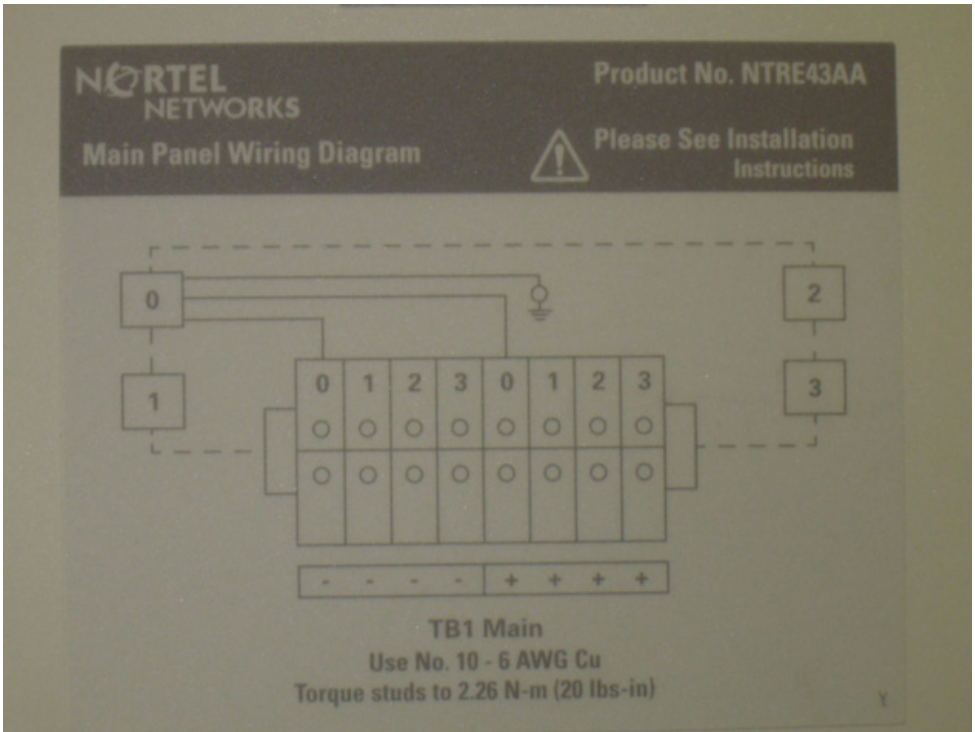 NORTEL
NETWORKS
Main Panel Wiring Diagram
Product No. NTRE43AA
Please See Installation
Instructions
!
0
2
1
3
0 1 2 3 0 1 2 3
- - - - + + + +
TB1 Main
Use No. 10 - 6 AWG Cu
Torque studs to 2.26 N-m (20 lbs-in)
Y